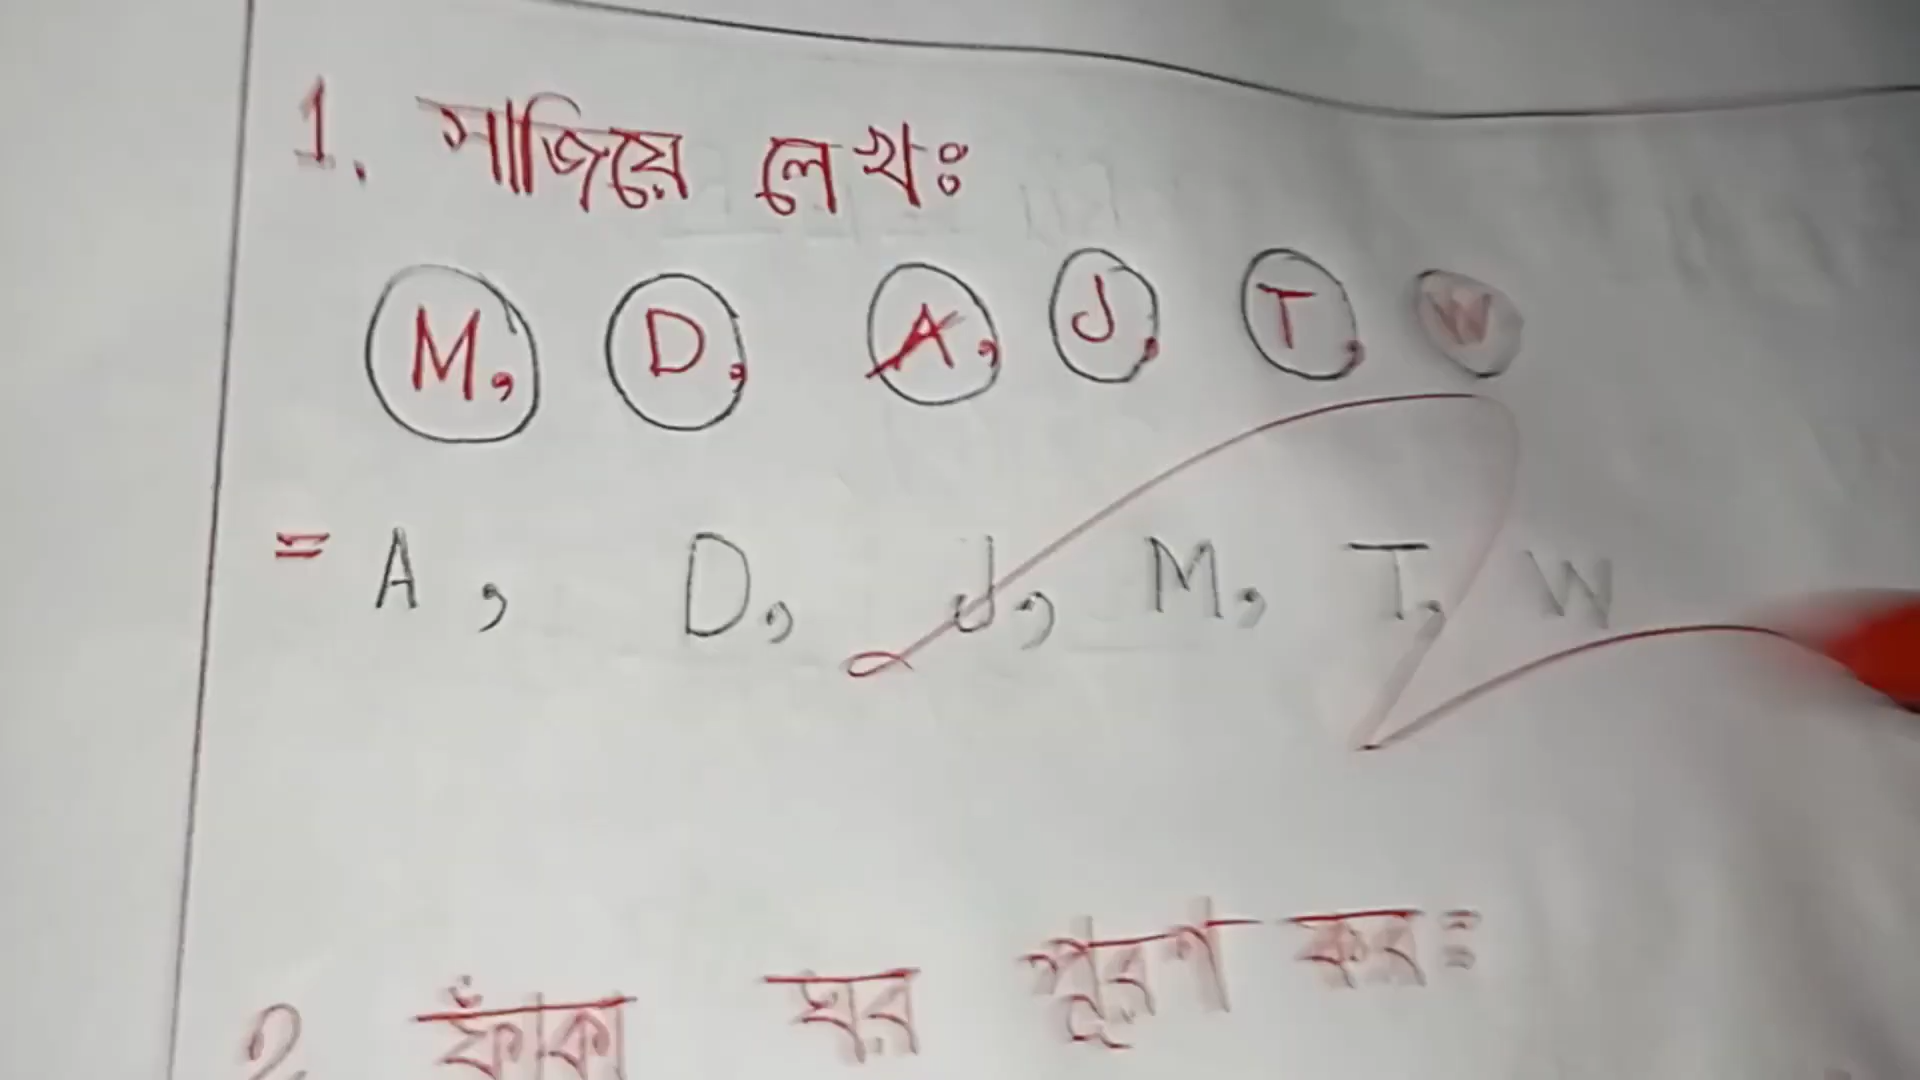 1. সাজিয়ে লেখঃ
M, D, A, J, T, W
= A, D, J, M, T, W
2 ফাঁকা ঘর পূরণ করঃ